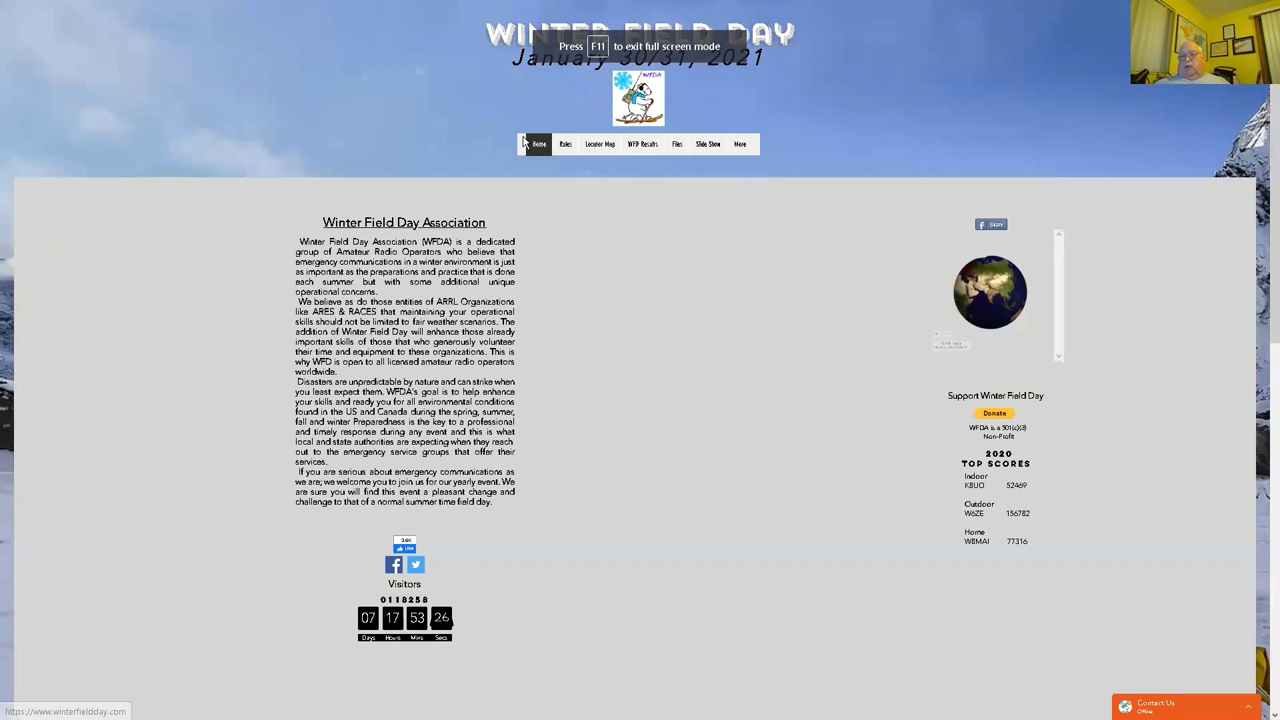 WINTER FIELD DAY
Press F11 to exit full screen mode
January 30/31, 2021
WFDA
Home Rules Locator Map WFD Results Files Slide Show More
Winter Field Day Association
Winter Field Day Association (WFDA) is a dedicated
group of Amateur Radio Operators who believe that
emergency communications in a winter environment is just
as important as the preparations and practice that is done
each summer but with some additional unique
operational concerns.
We believe as do those entities of ARRL Organizations
like ARES & RACES that maintaining your operational
skills should not be limited to fair weather scenarios. The
addition of Winter Field Day will enhance those already
important skills of those that who generously volunteer
their time and equipment to these organizations. This is
why WFD is open to all licensed amateur radio operators
worldwide.
Disasters are unpredictable by nature and can strike when
you least expect them. WFDA's goal is to help enhance
your skills and ready you for all environmental conditions
found in the US and Canada during the spring, summer,
fall and winter Preparedness is the key to a professional
and timely response during any event and this is what
local and state authorities are expecting when they reach
out to the emergency service groups that offer their
services.
If you are serious about emergency communications as
we are; we welcome you to join us for our yearly event. We
are sure you will find this event a pleasant change and
challenge to that of a normal summer time field day.
3.6K
Like
Visitors
0118258
07 17 53 26
Days Hours Mins Secs
Share
Support Winter Field Day
Donate
WFDA is a 501(c)(3)
Non-Profit
2020
TOP SCORES
Indoor
K8UO 52469
Outdoor
W6ZE 156782
Home
W8MAI 77316
https://www.winterfieldday.com
Contact Us
Offline